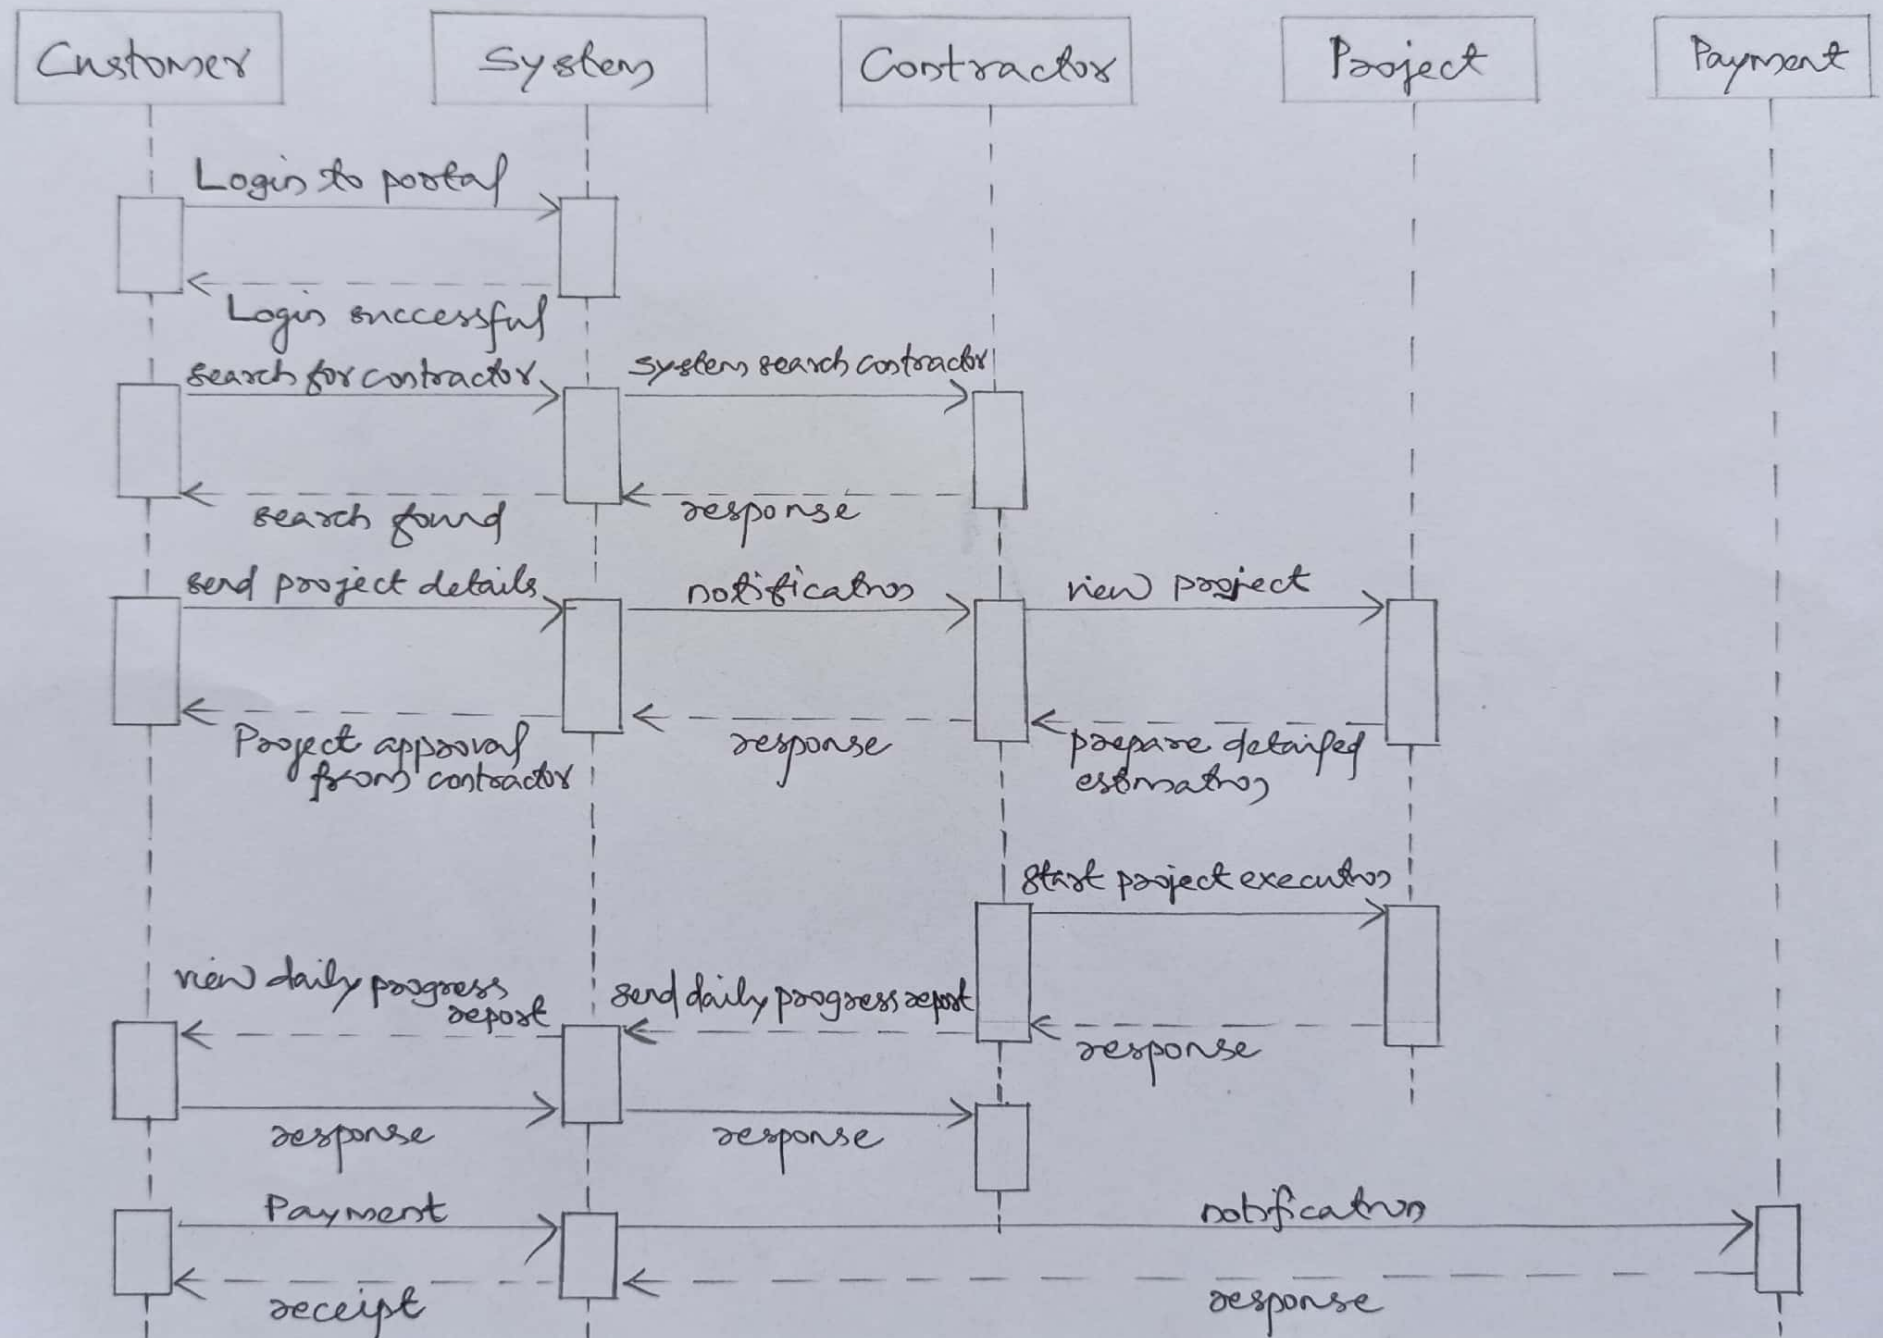 Customer
System
Contractor
Project
Payment
Login to portal
Login successful
search for contractor
system search contractor
search found
response
send project details
notification
view project
Project approval
from contractor
response
prepare detailed
estimation
start project execution
view daily progress
report
send daily progress report
response
response
response
Payment
notification
receipt
response